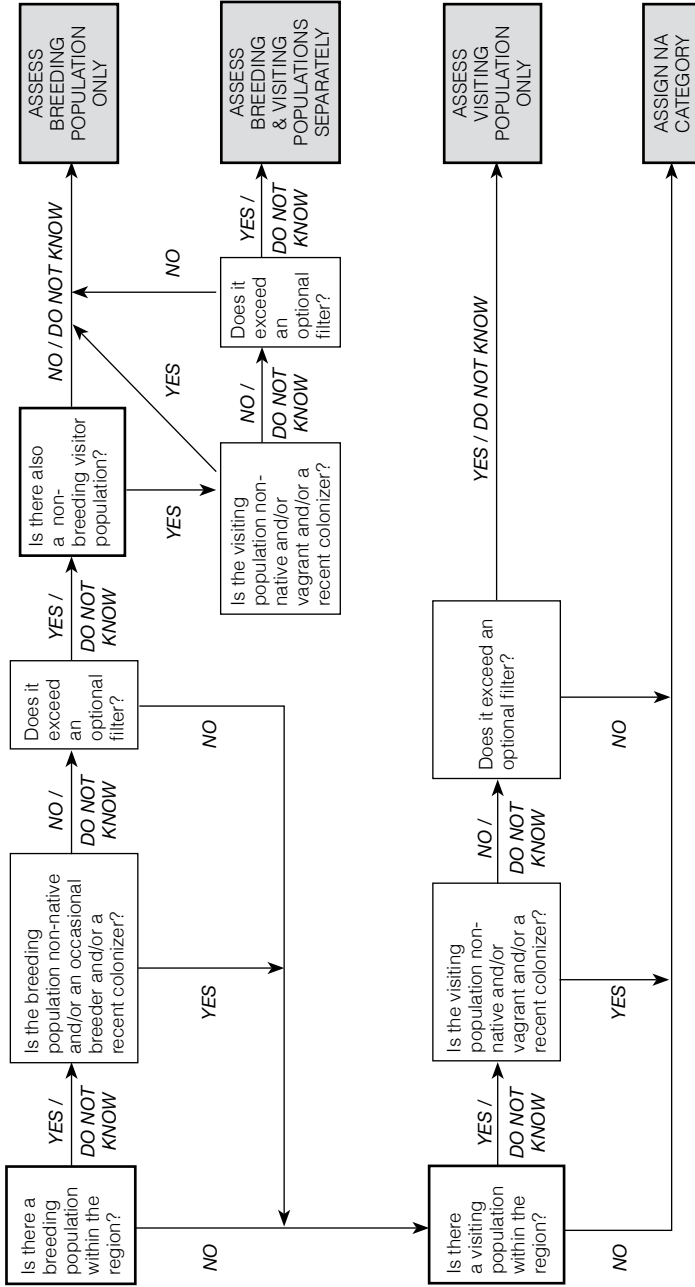 Is there a
breeding
population
within the
region?
YES /
DO NOT
KNOW
NO
Is the breeding
population non-native
and/or an occasional
breeder and/or a
recent colonizer?
NO /
DO NOT
KNOW
YES
Does it
exceed
an
optional
filter?
YES /
DO NOT
KNOW
NO
Is there also
a non-
breeding visitor
population?
NO / DO NOT KNOW
YES
ASSESS
BREEDING
POPULATION
ONLY
Is the visiting
population non-
native and/or
vagrant and/or a
recent colonizer?
YES
NO /
DO NOT
KNOW
Does it
exceed
an
optional
filter?
NO
YES /
DO NOT
KNOW
ASSESS
BREEDING
& VISITING
POPULATIONS
SEPARATELY
Is there
a visiting
population
within the
region?
YES /
DO NOT
KNOW
NO
Is the visiting
population non-
native and/or
vagrant and/or a
recent colonizer?
NO /
DO NOT
KNOW
YES
Does it exceed an
optional filter?
YES / DO NOT KNOW
NO
ASSESS
VISITING
POPULATION
ONLY
ASSIGN NA
CATEGORY